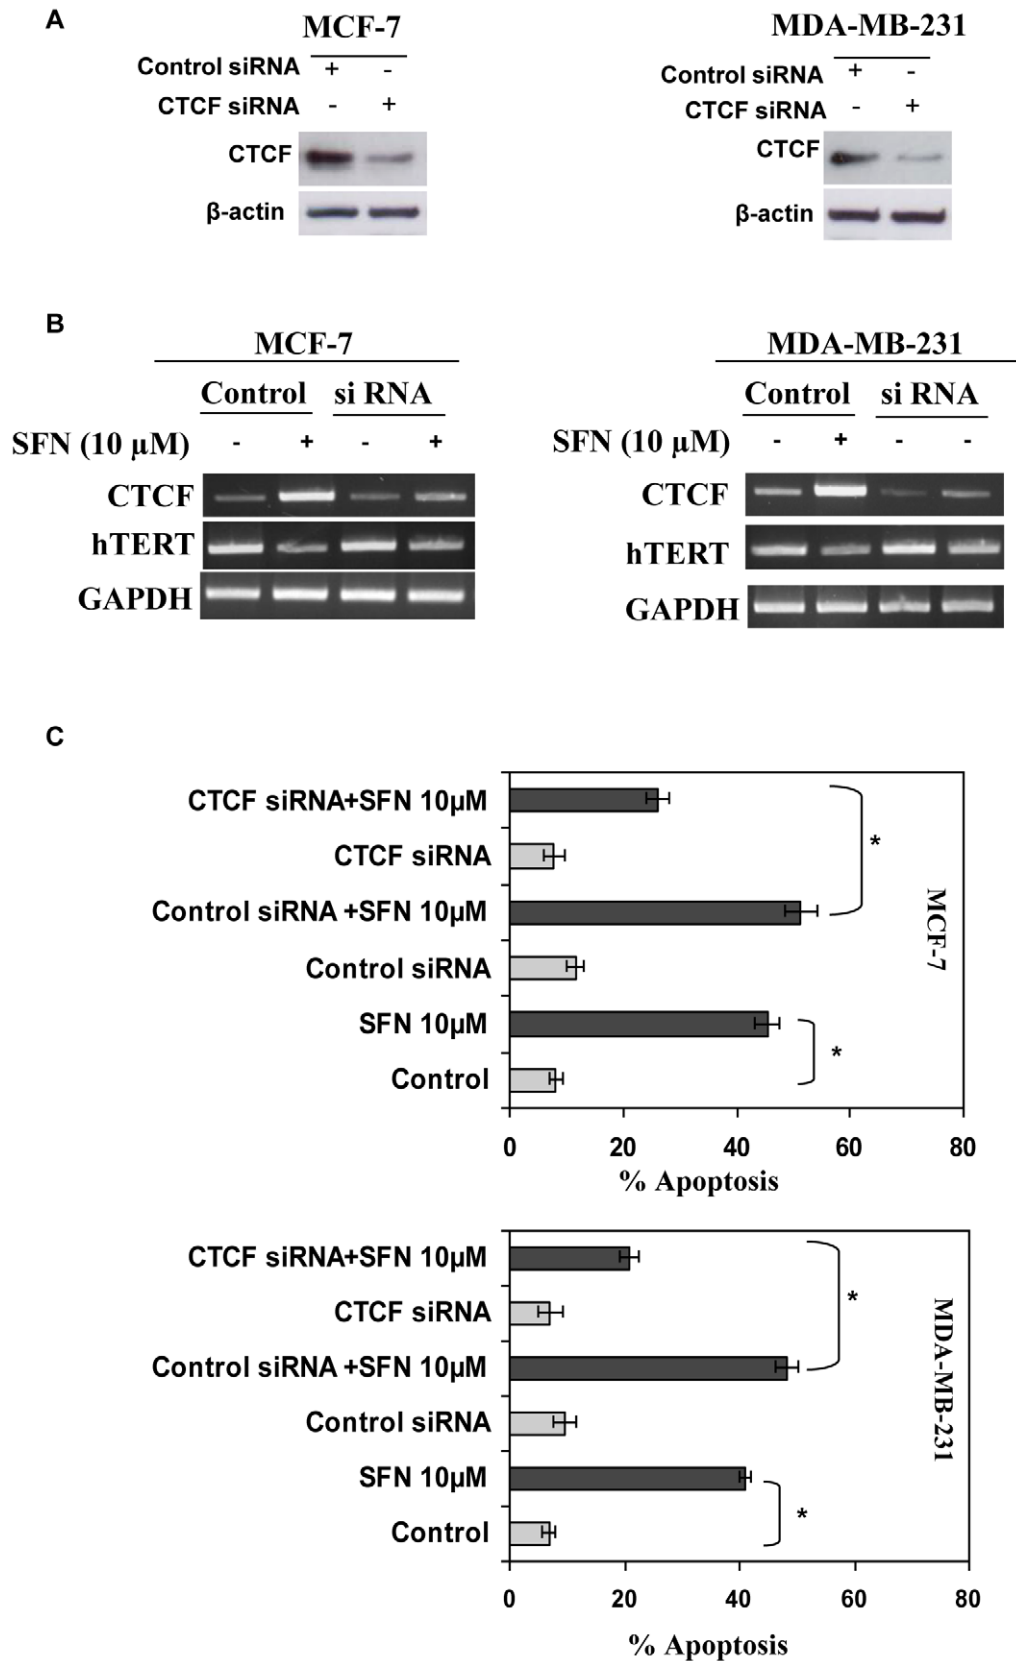 A
MCF-7
Control siRNA + -
CTCF siRNA - +
CTCF
β-actin
MDA-MB-231
Control siRNA + -
CTCF siRNA - +
CTCF
β-actin
B
MCF-7
Control si RNA
SFN (10 µM) - + - +
CTCF
hTERT
GAPDH
MDA-MB-231
Control si RNA
SFN (10 µM) - + - -
CTCF
hTERT
GAPDH
C
CTCF siRNA+SFN 10µM
CTCF siRNA
Control siRNA +SFN 10µM
Control siRNA
SFN 10µM
Control
*
*
MCF-7
0 20 40 60 80
% Apoptosis
CTCF siRNA+SFN 10µM
CTCF siRNA
Control siRNA +SFN 10µM
Control siRNA
SFN 10µM
Control
*
*
MDA-MB-231
0 20 40 60 80
% Apoptosis